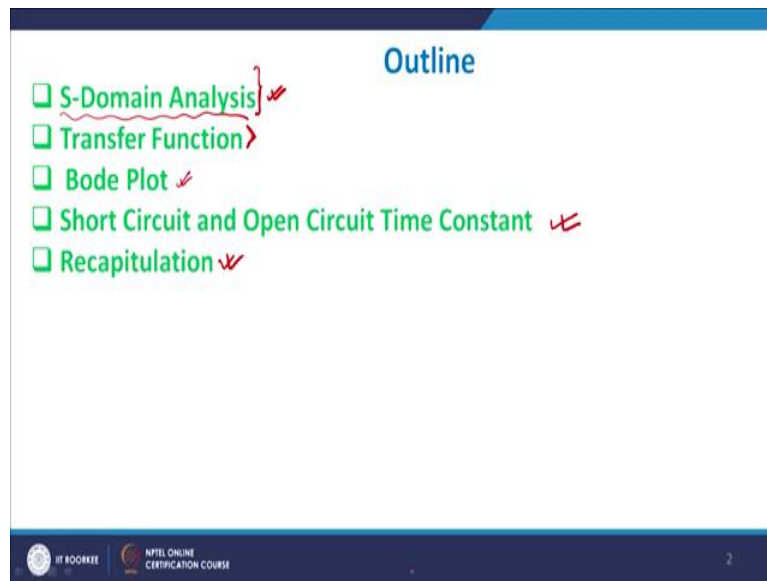 Outline
S-Domain Analysis
Transfer Function
Bode Plot
Short Circuit and Open Circuit Time Constant
Recapitulation
IIT ROORKEE
NPTEL ONLINE
CERTIFICATION COURSE
2